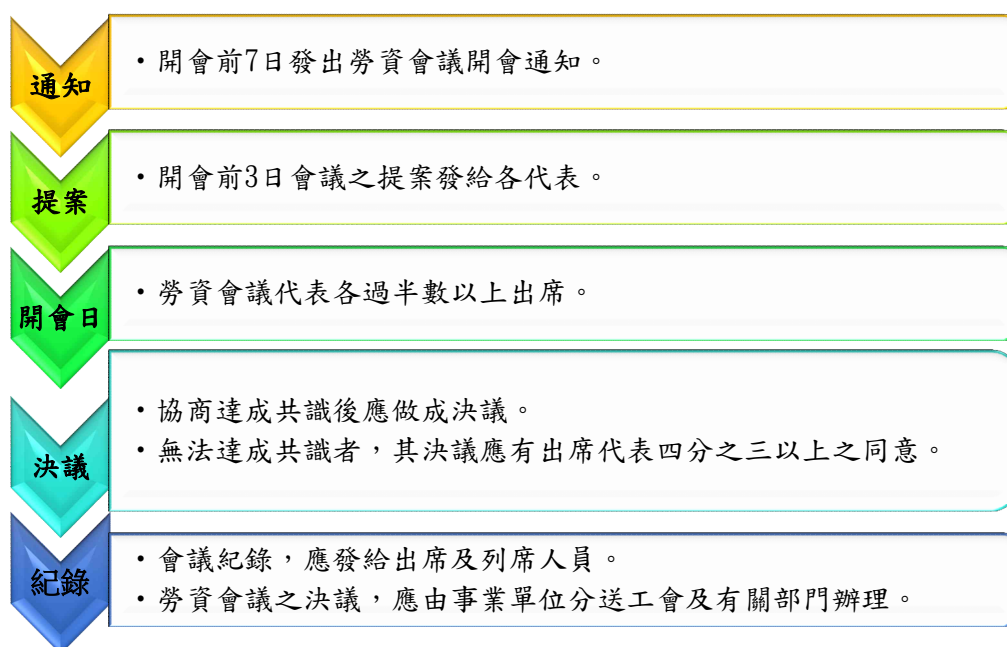 通知
・開會前7日發出勞資會議開會通知。
提案
・開會前3日會議之提案發給各代表。
開會日
・勞資會議代表各過半數以上出席。
決議
・協商達成共識後應做成決議。
・無法達成共識者，其決議應有出席代表四分之三以上之同意。
紀錄
・會議紀錄，應發給出席及列席人員。
・勞資會議之決議，應由事業單位分送工會及有關部門辦理。